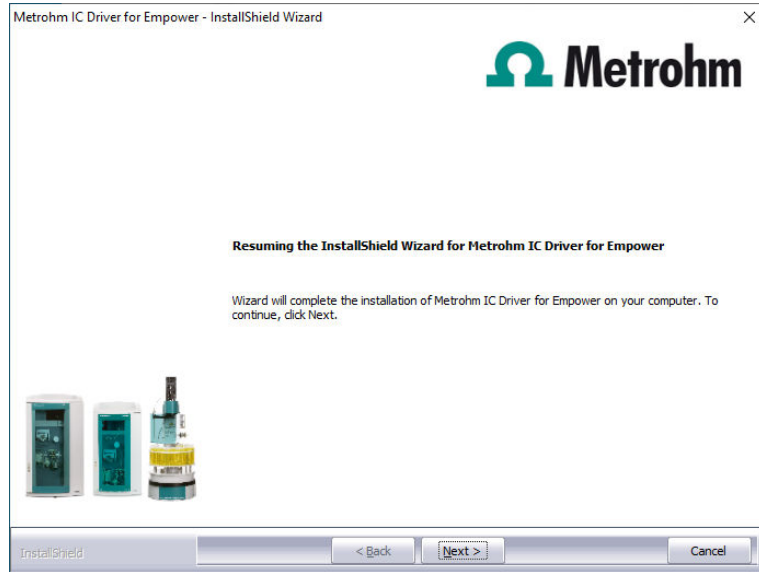 Metrohm IC Driver for Empower - InstallShield Wizard
Metrohm
Resuming the InstallShield Wizard for Metrohm IC Driver for Empower
Wizard will complete the installation of Metrohm IC Driver for Empower on your computer. To
continue, click Next.
InstallShield
< Back
Next >
Cancel